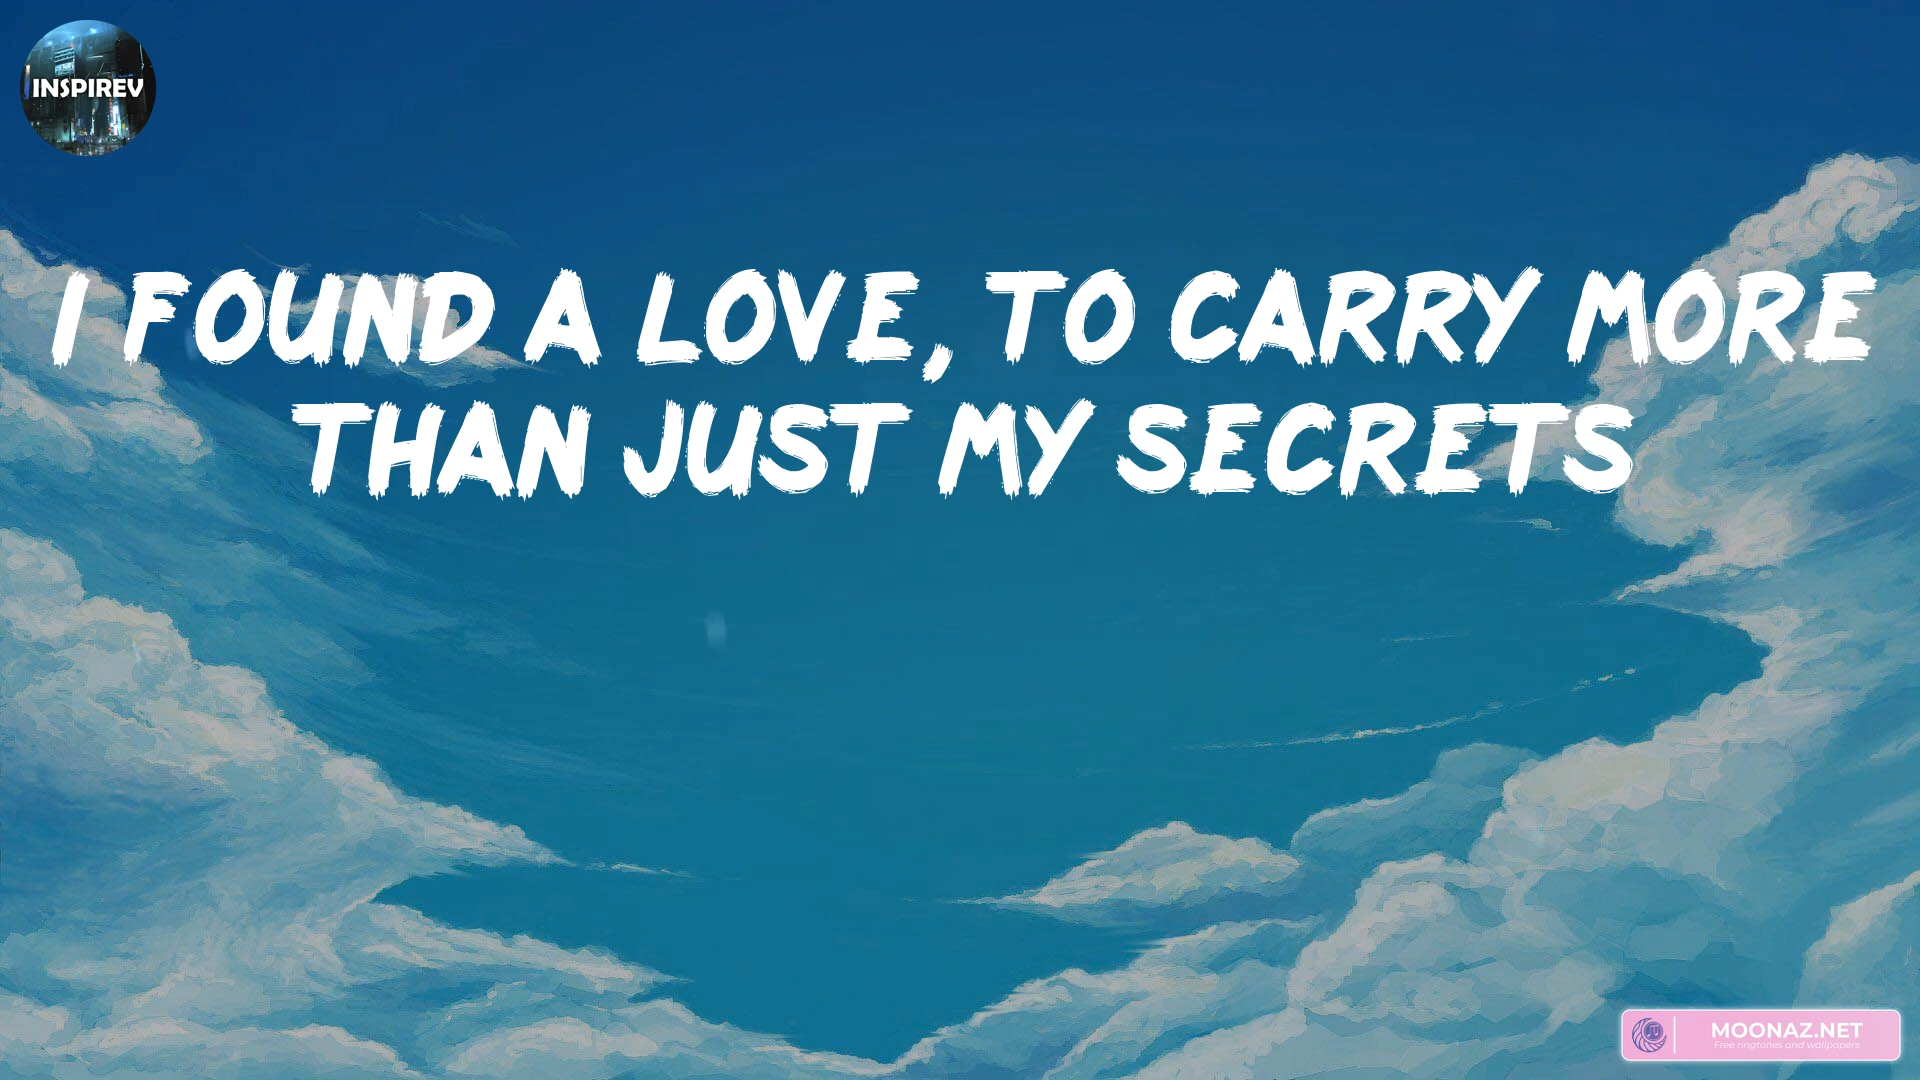 INSPIREV
I FOUND A LOVE, TO CARRY MORE
THAN JUST MY SECRETS
MOONAZ.NET
Free ringtones and wallpapers